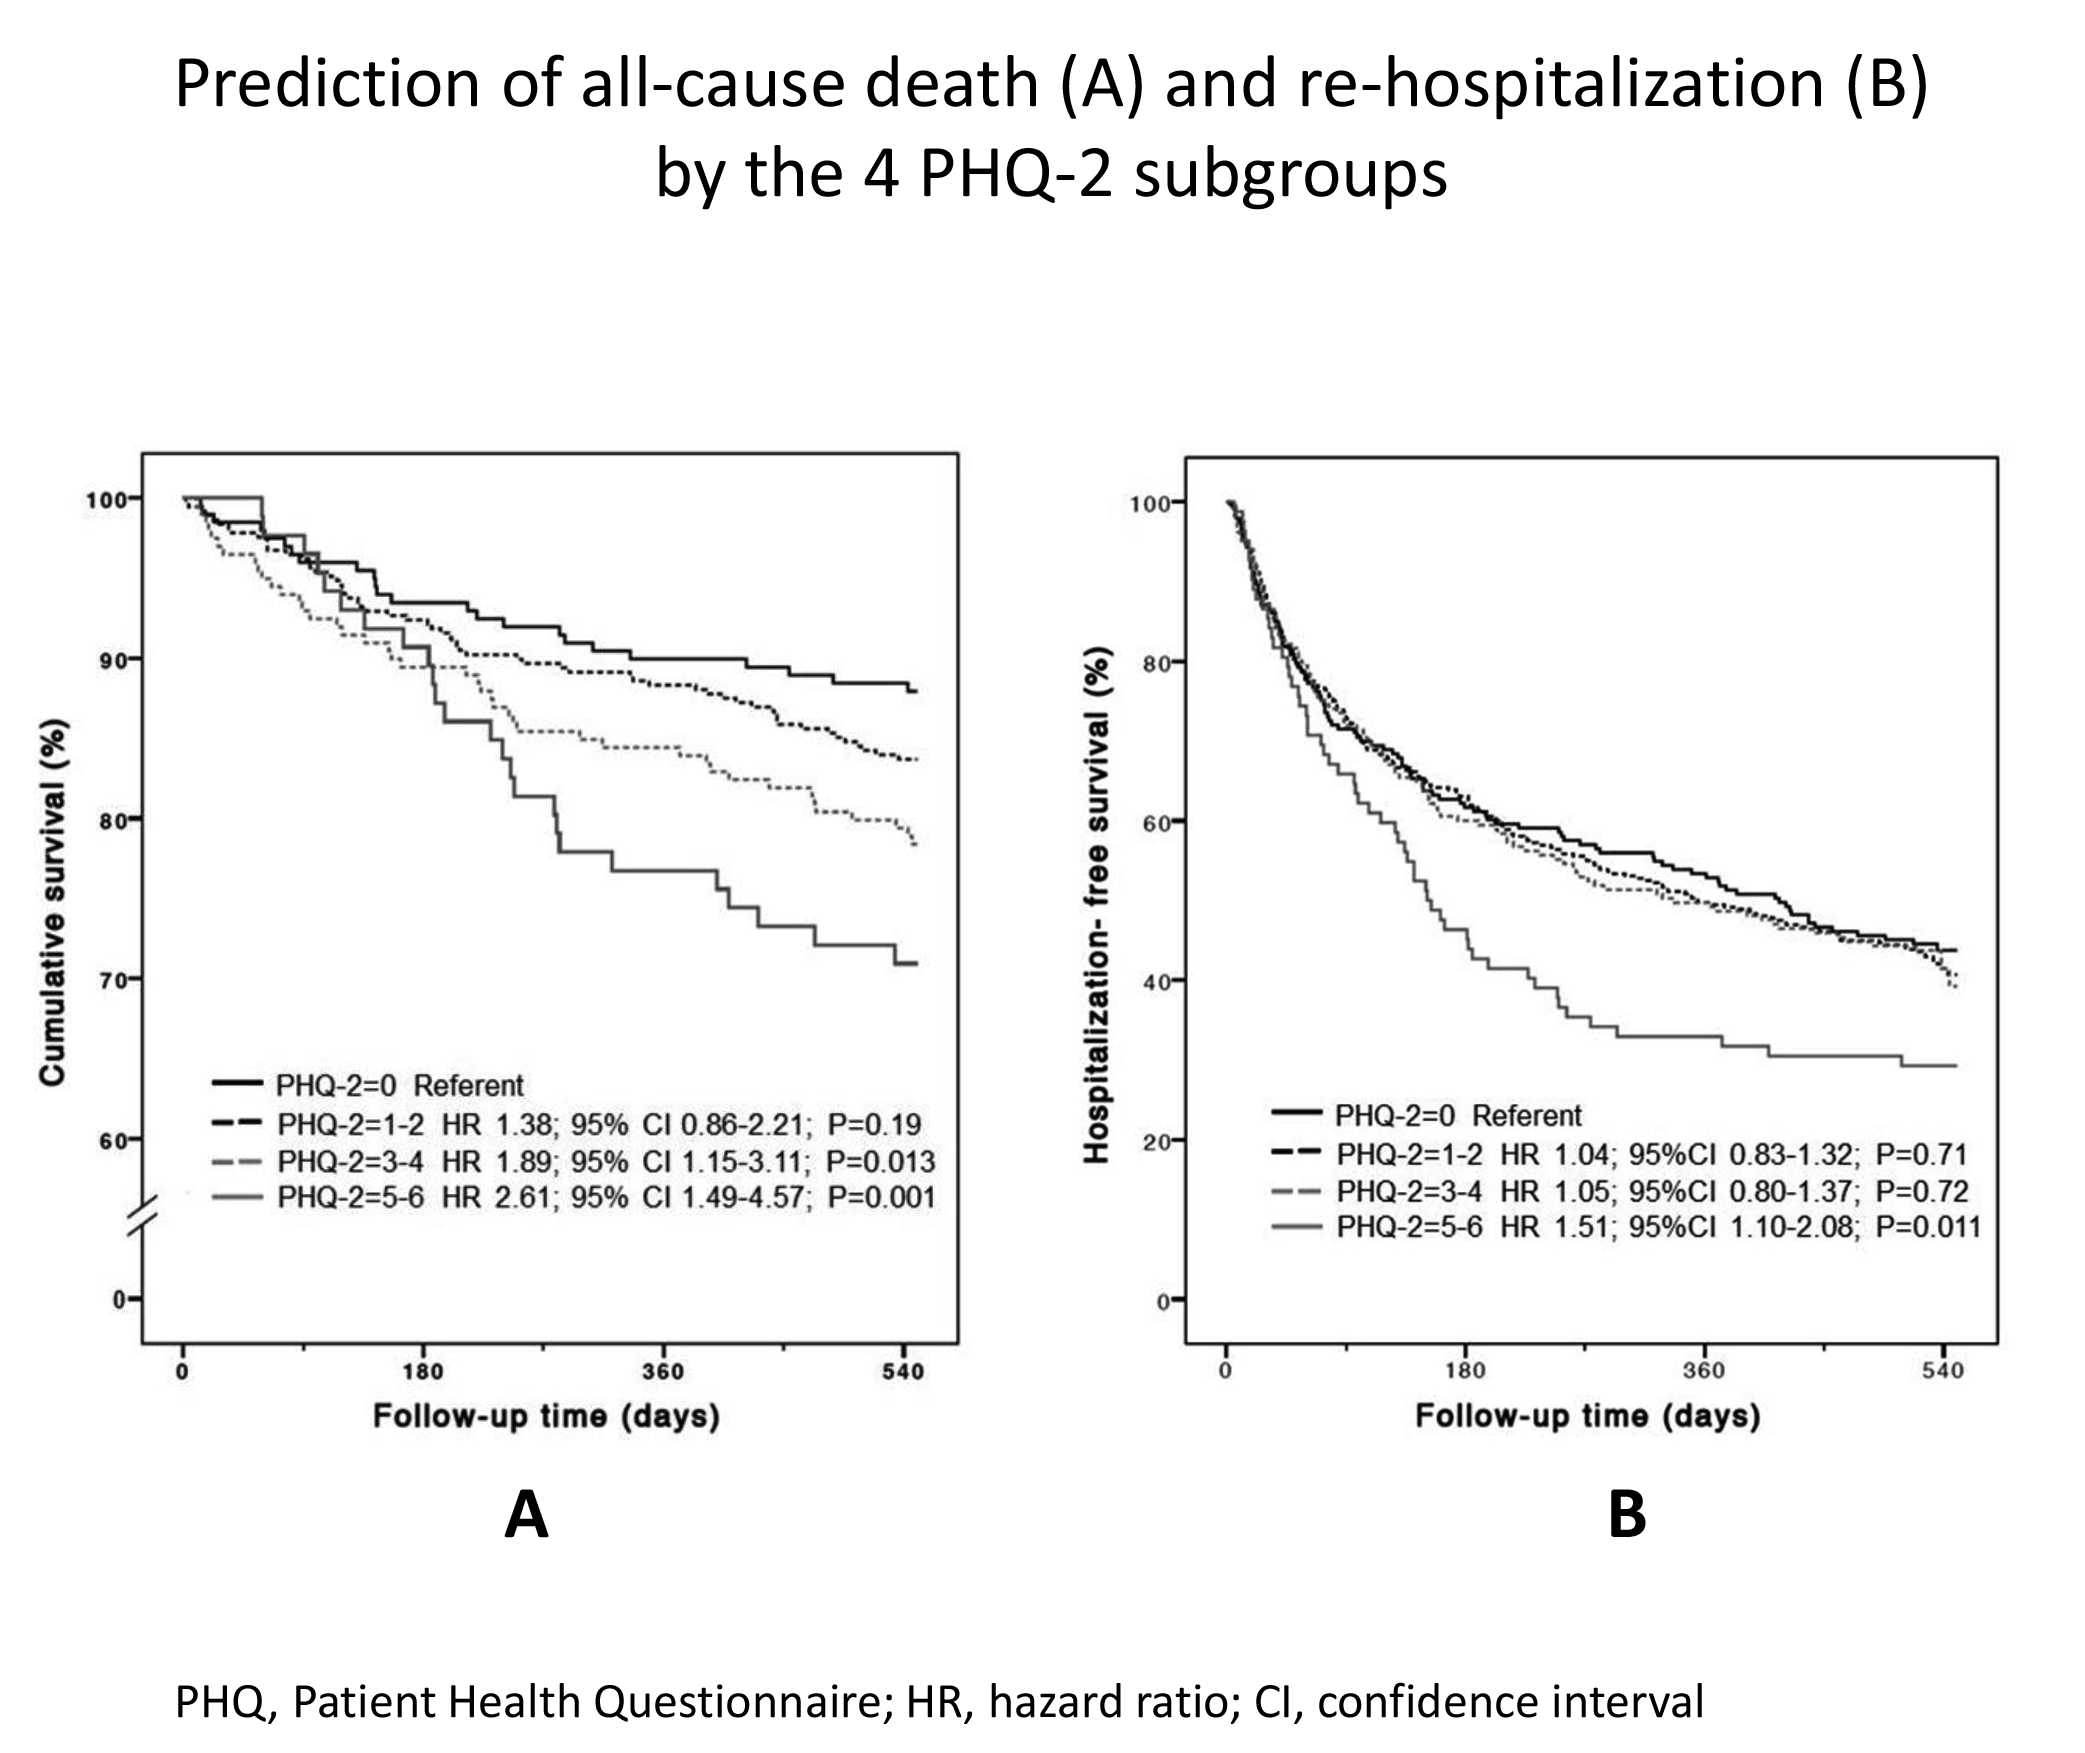 Prediction of all-cause death (A) and re-hospitalization (B)
by the 4 PHQ-2 subgroups
Cumulative survival (%)
100
90
80
70
60
0
PHQ-2=0 Referent
PHQ-2=1-2 HR 1.38; 95% CI 0.86-2.21; P=0.19
PHQ-2=3-4 HR 1.89; 95% CI 1.15-3.11; P=0.013
PHQ-2=5-6 HR 2.61; 95% CI 1.49-4.57; P=0.001
0 180 360 540
Follow-up time (days)
A
Hospitalization- free survival (%)
100
80
60
40
20
0
PHQ-2=0 Referent
PHQ-2=1-2 HR 1.04; 95%CI 0.83-1.32; P=0.71
PHQ-2=3-4 HR 1.05; 95%CI 0.80-1.37; P=0.72
PHQ-2=5-6 HR 1.51; 95%CI 1.10-2.08; P=0.011
0 180 360 540
Follow-up time (days)
B
PHQ, Patient Health Questionnaire; HR, hazard ratio; CI, confidence interval